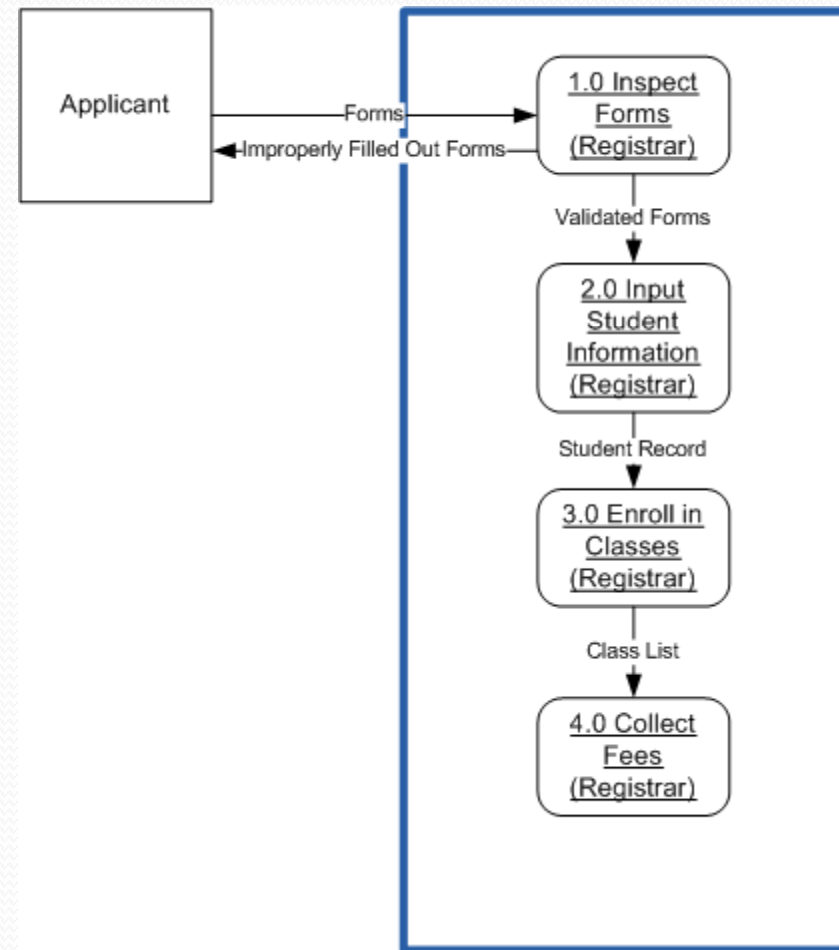 Applicant
Forms
Improperly Filled Out Forms
1.0 Inspect
Forms
(Registrar)
Validated Forms
2.0 Input
Student
Information
(Registrar)
Student Record
3.0 Enroll in
Classes
(Registrar)
Class List
4.0 Collect
Fees
(Registrar)